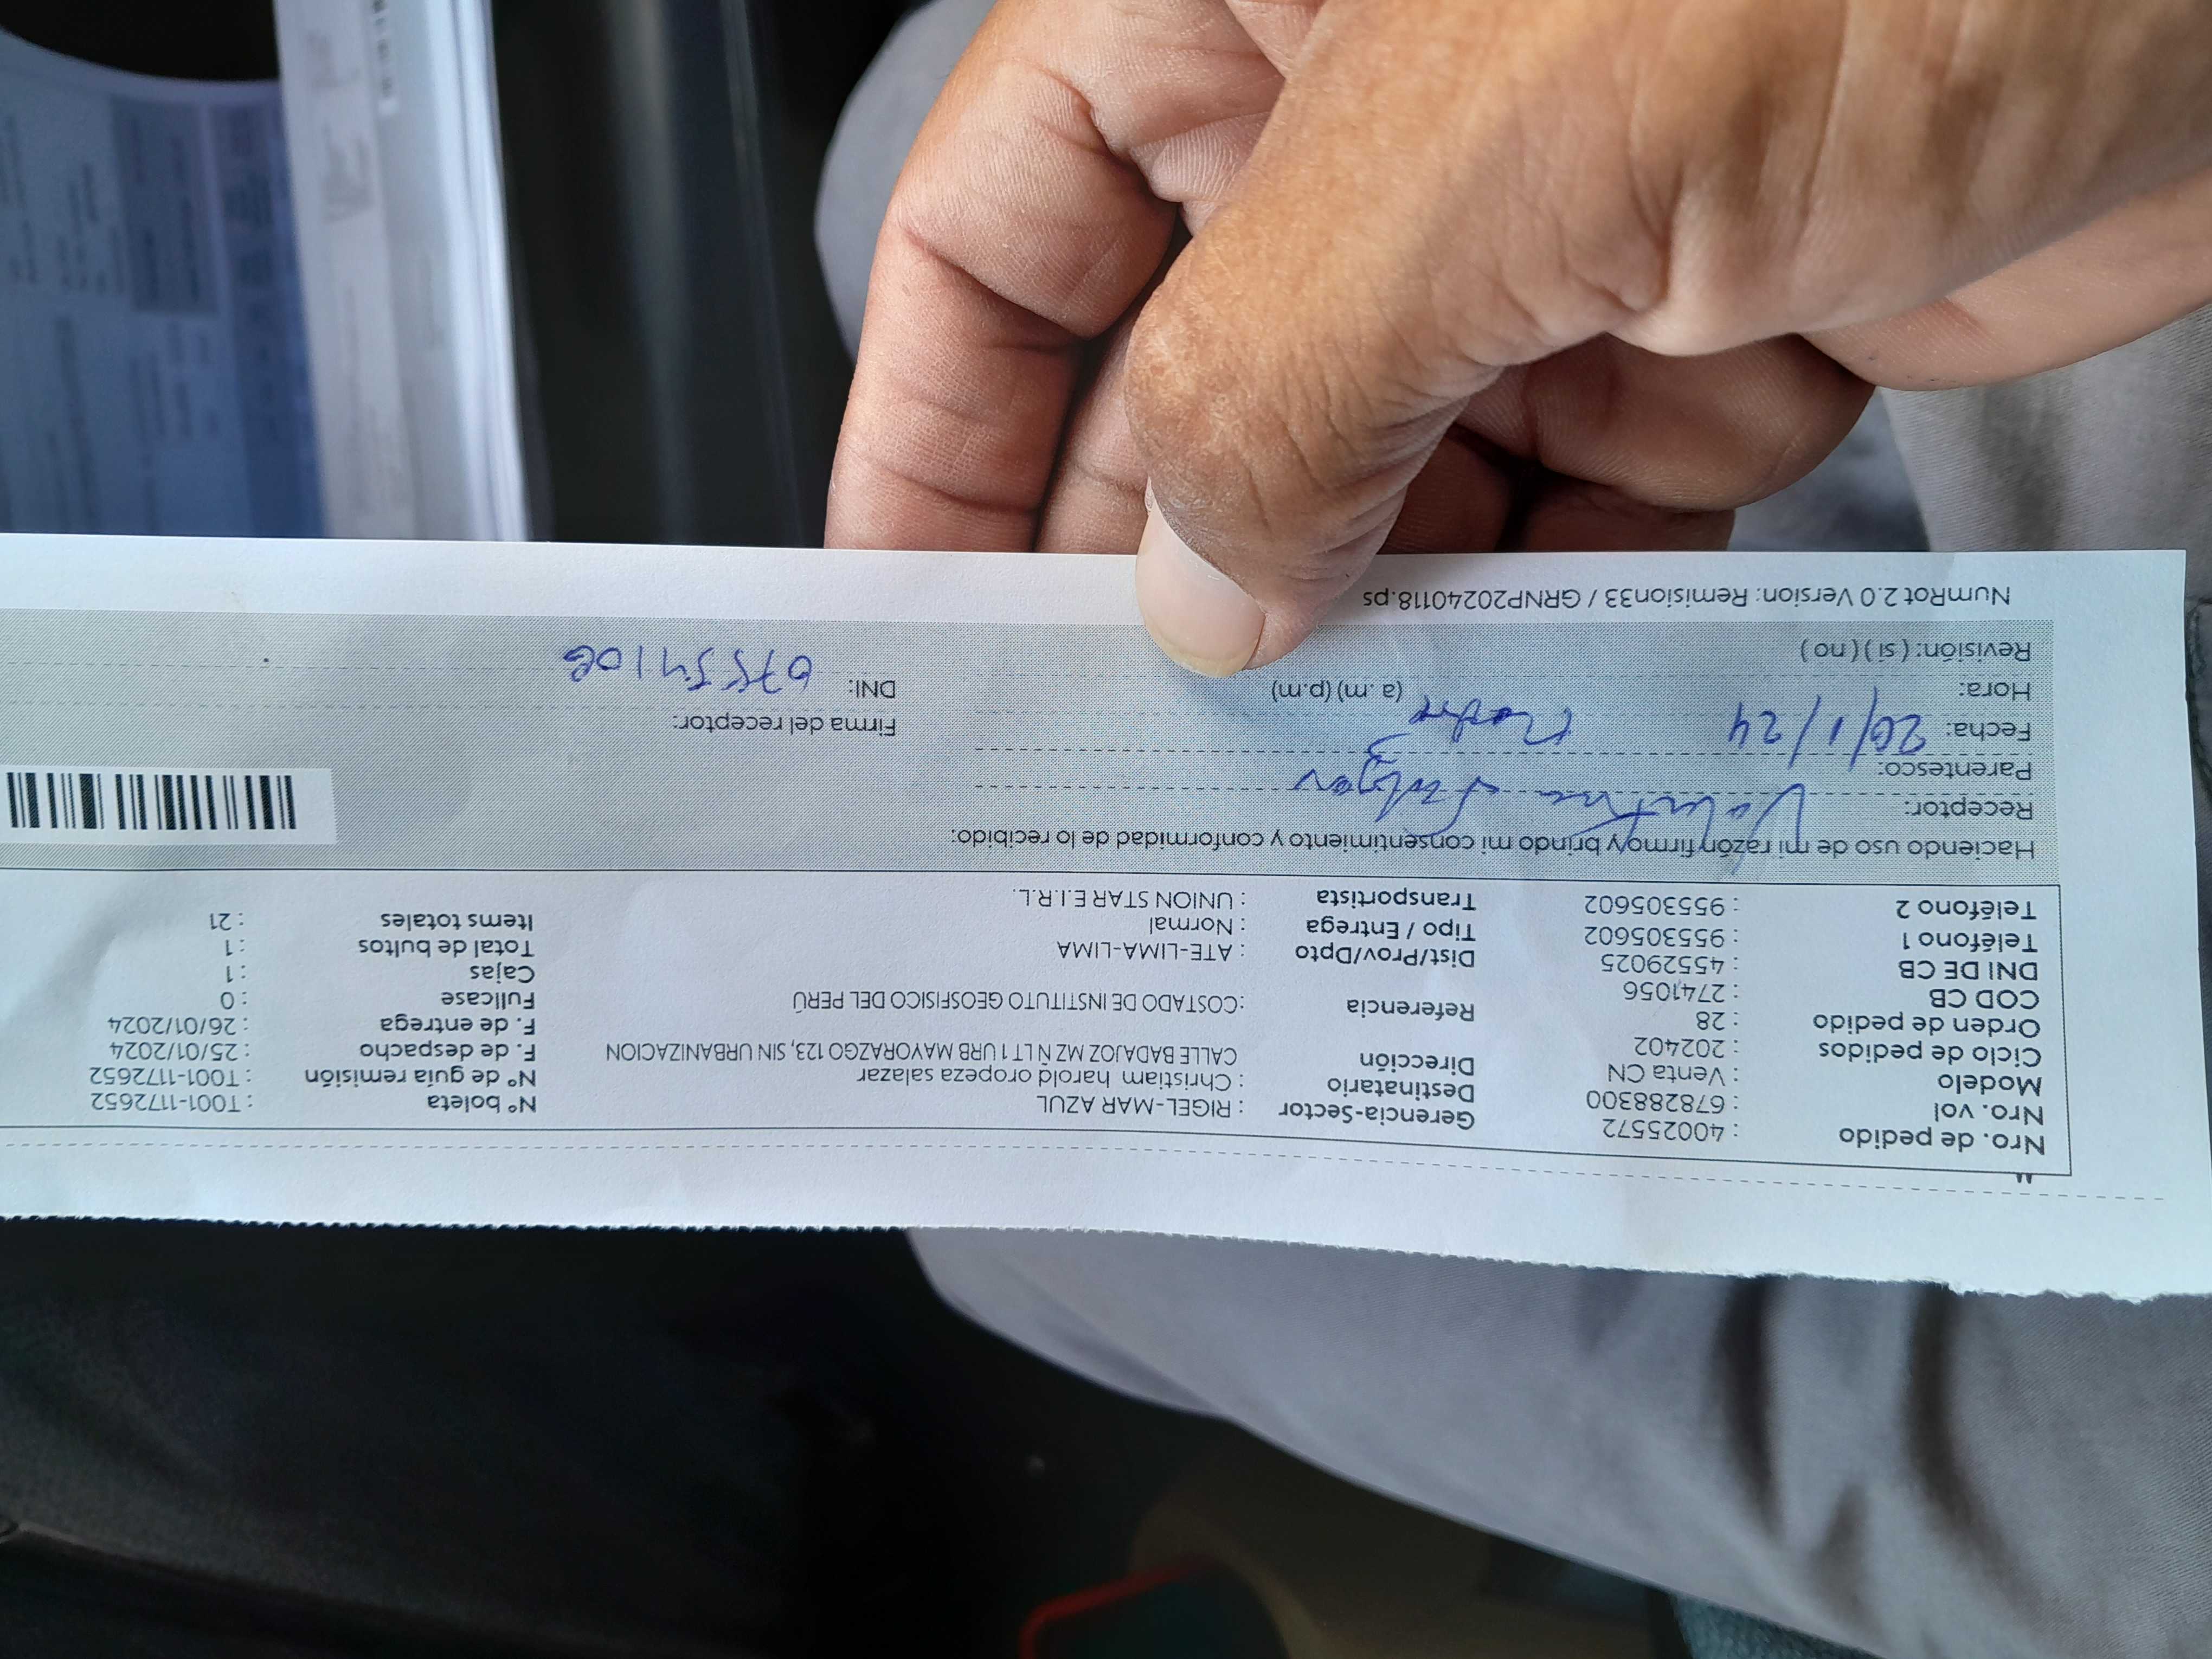 Nro. de pedido : 40025572 Gerencia-Sector : RIGEL-MAR AZUL Nº boleta : T001-1172652
Nro. vol : 678288300 Destinatario : Christiam harold oropeza salazar Nº de guía remisión : T001-1172652
Modelo : Venta CN Dirección CALLE BADAJOZ MZ N LT 1 URB MAYORAZGO 123, SIN URBANIZACION F. de despacho : 25/01/2024
Ciclo de pedidos : 202402 F. de entrega : 26/01/2024
Orden de pedido : 28 Referencia : COSTADO DE INSTITUTO GEOSFISICO DEL PERÚ Fullcase : 0
COD CB : 2741056 Cajas : 1
DNI DE CB : 45529025 Dist/Prov/Dpto : ATE-LIMA-LIMA Total de bultos : 1
Teléfono 1 : 955305602 Tipo / Entrega : Normal Items totales : 21
Teléfono 2 : 955305602 Transportista : UNION STAR E.I.R.L.
Haciendo uso de mi razón firmo y brindo mi consentimiento y conformidad de lo recibido:
Receptor:
Parentesco:
Fecha: 26/1/24 Firma del receptor:
Hora: (a. m) (p.m) DNI:
Revisión: ( si ) ( no )
NumRot 2.0 Version: Remision33 / GRNP20240118.ps